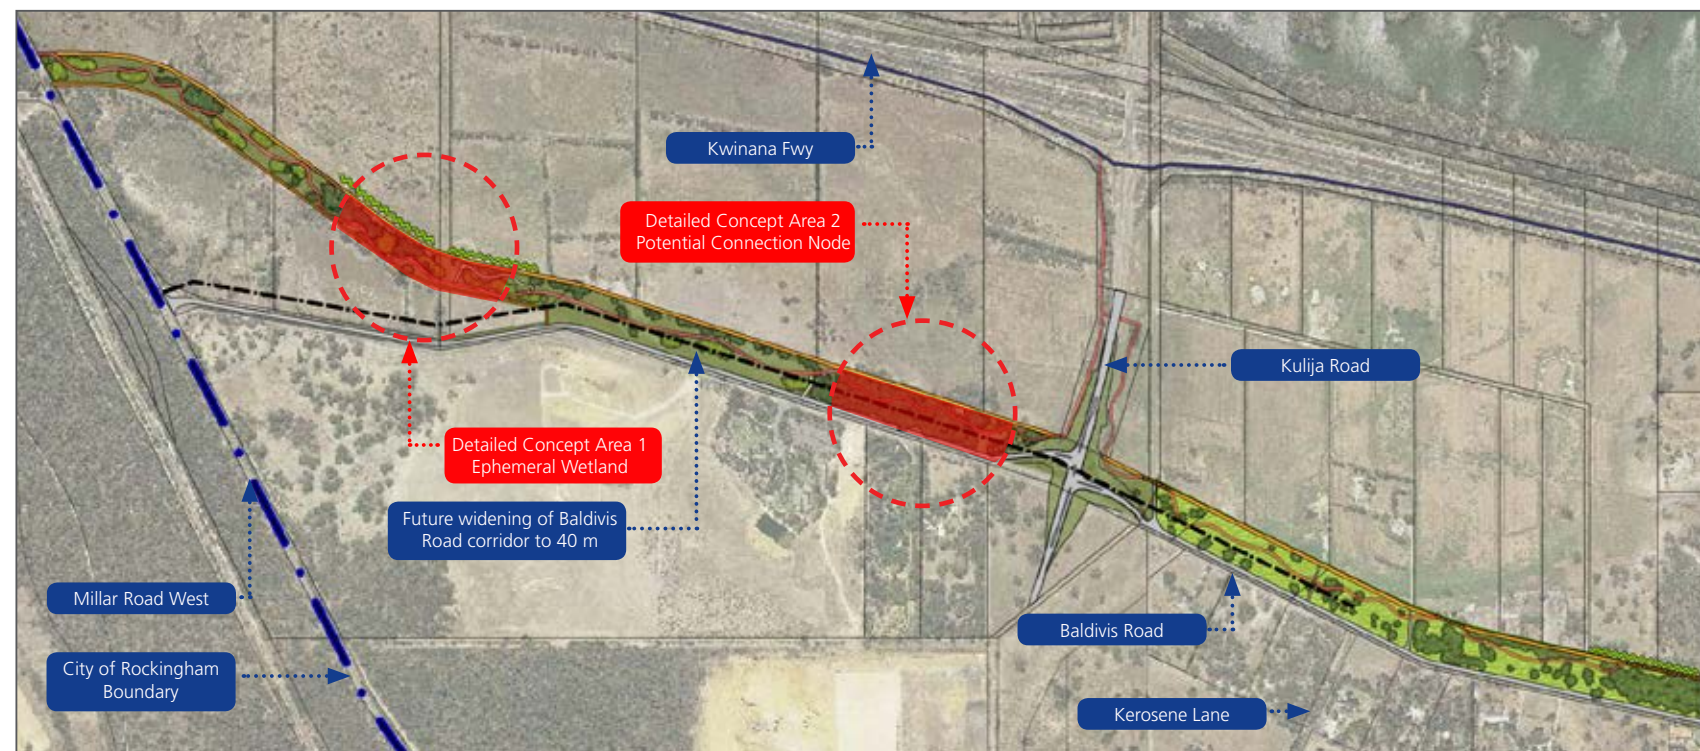 Kwinana Fwy
Detailed Concept Area 2
Potential Connection Node
Kulija Road
Detailed Concept Area 1
Ephemeral Wetland
Future widening of Baldivis
Road corridor to 40 m
Millar Road West
Baldivis Road
City of Rockingham
Boundary
Kerosene Lane